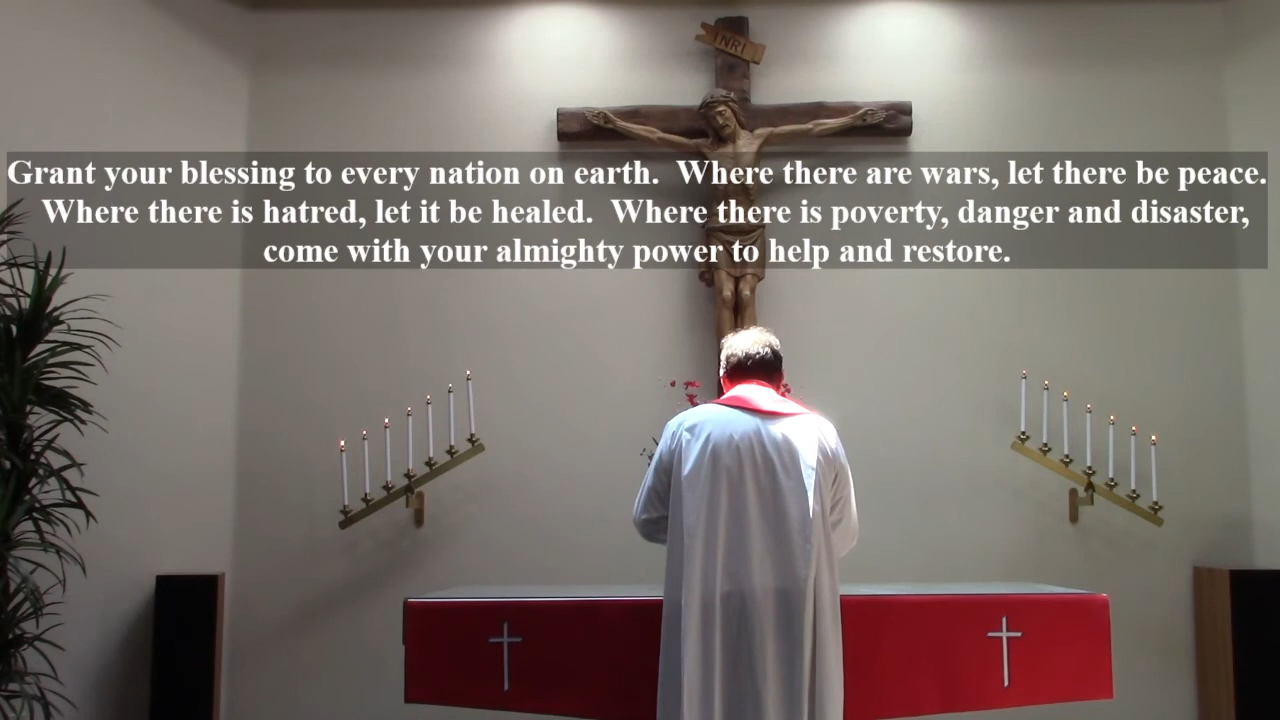 INRI
Grant your blessing to every nation on earth.  Where there are wars, let there be peace.
Where there is hatred, let it be healed.  Where there is poverty, danger and disaster,
come with your almighty power to help and restore.